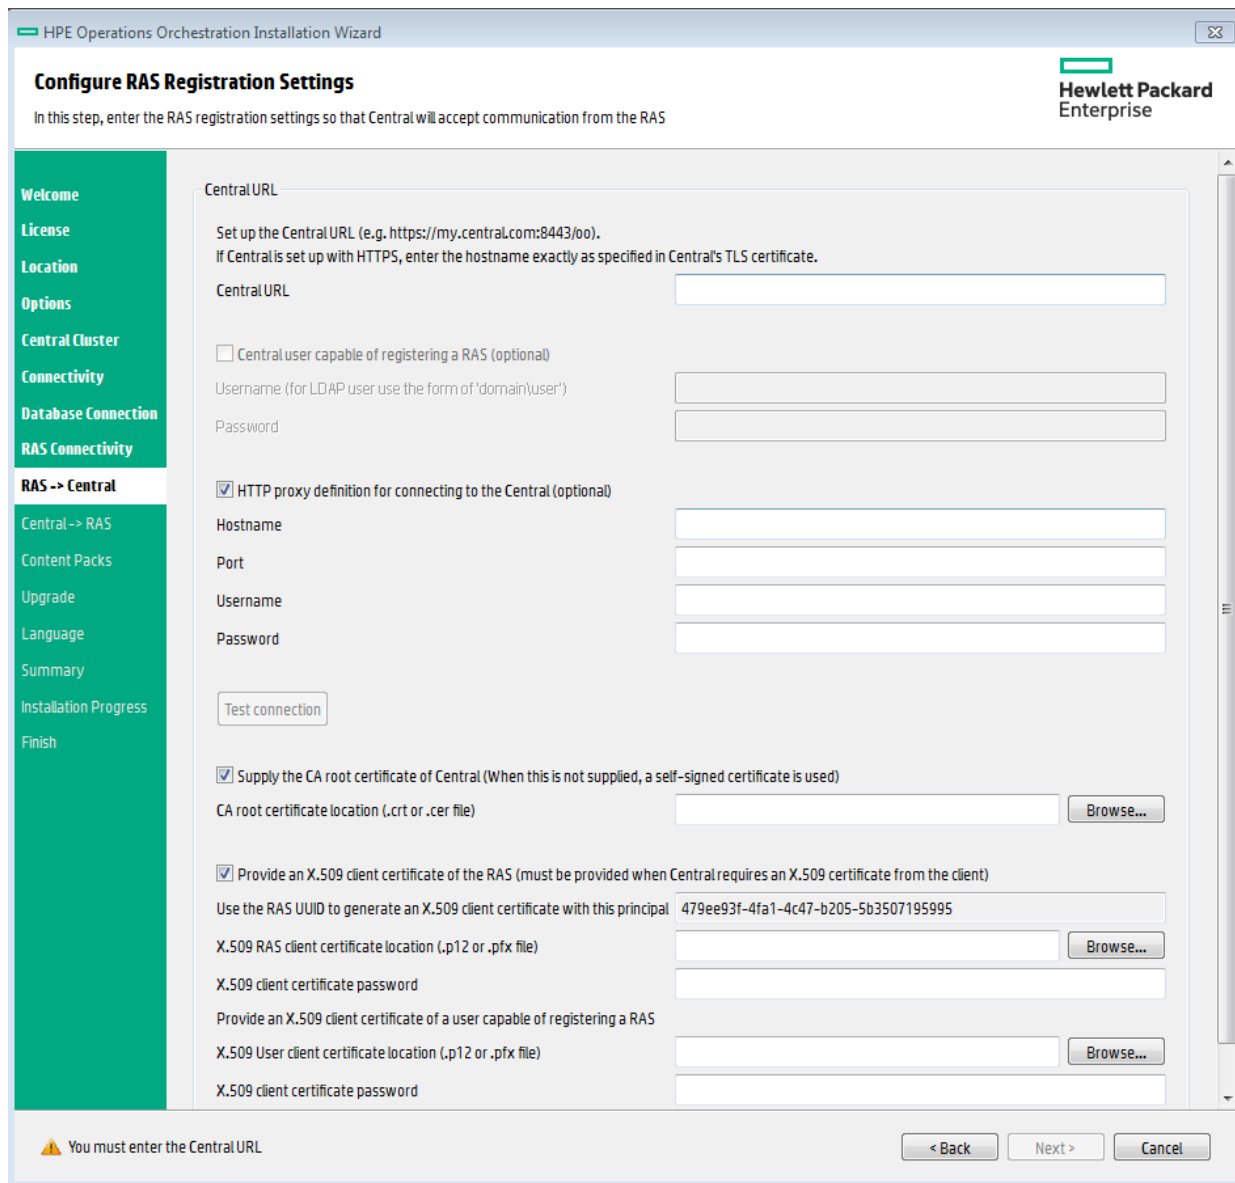 HPE Operations Orchestration Installation Wizard
Configure RAS Registration Settings
In this step, enter the RAS registration settings so that Central will accept communication from the RAS
Hewlett Packard
Enterprise
Welcome
License
Location
Options
Central Cluster
Connectivity
Database Connection
RAS Connectivity
RAS -> Central
Central -> RAS
Content Packs
Upgrade
Language
Summary
Installation Progress
Finish
Central URL
Set up the Central URL (e.g. https://my.central.com:8443/oo).
If Central is set up with HTTPS, enter the hostname exactly as specified in Central's TLS certificate.
Central URL
Central user capable of registering a RAS (optional)
Username (for LDAP user use the form of 'domain\user')
Password
HTTP proxy definition for connecting to the Central (optional)
Hostname
Port
Username
Password
Test connection
Supply the CA root certificate of Central (When this is not supplied, a self-signed certificate is used)
CA root certificate location (.crt or .cer file)
Browse...
Provide an X.509 client certificate of the RAS (must be provided when Central requires an X.509 certificate from the client)
Use the RAS UUID to generate an X.509 client certificate with this principal 479ee93f-4fa1-4c47-b205-5b3507195995
X.509 RAS client certificate location (.p12 or .pfx file)
Browse...
X.509 client certificate password
Provide an X.509 client certificate of a user capable of registering a RAS
X.509 User client certificate location (.p12 or .pfx file)
Browse...
X.509 client certificate password
You must enter the Central URL
< Back
Next >
Cancel